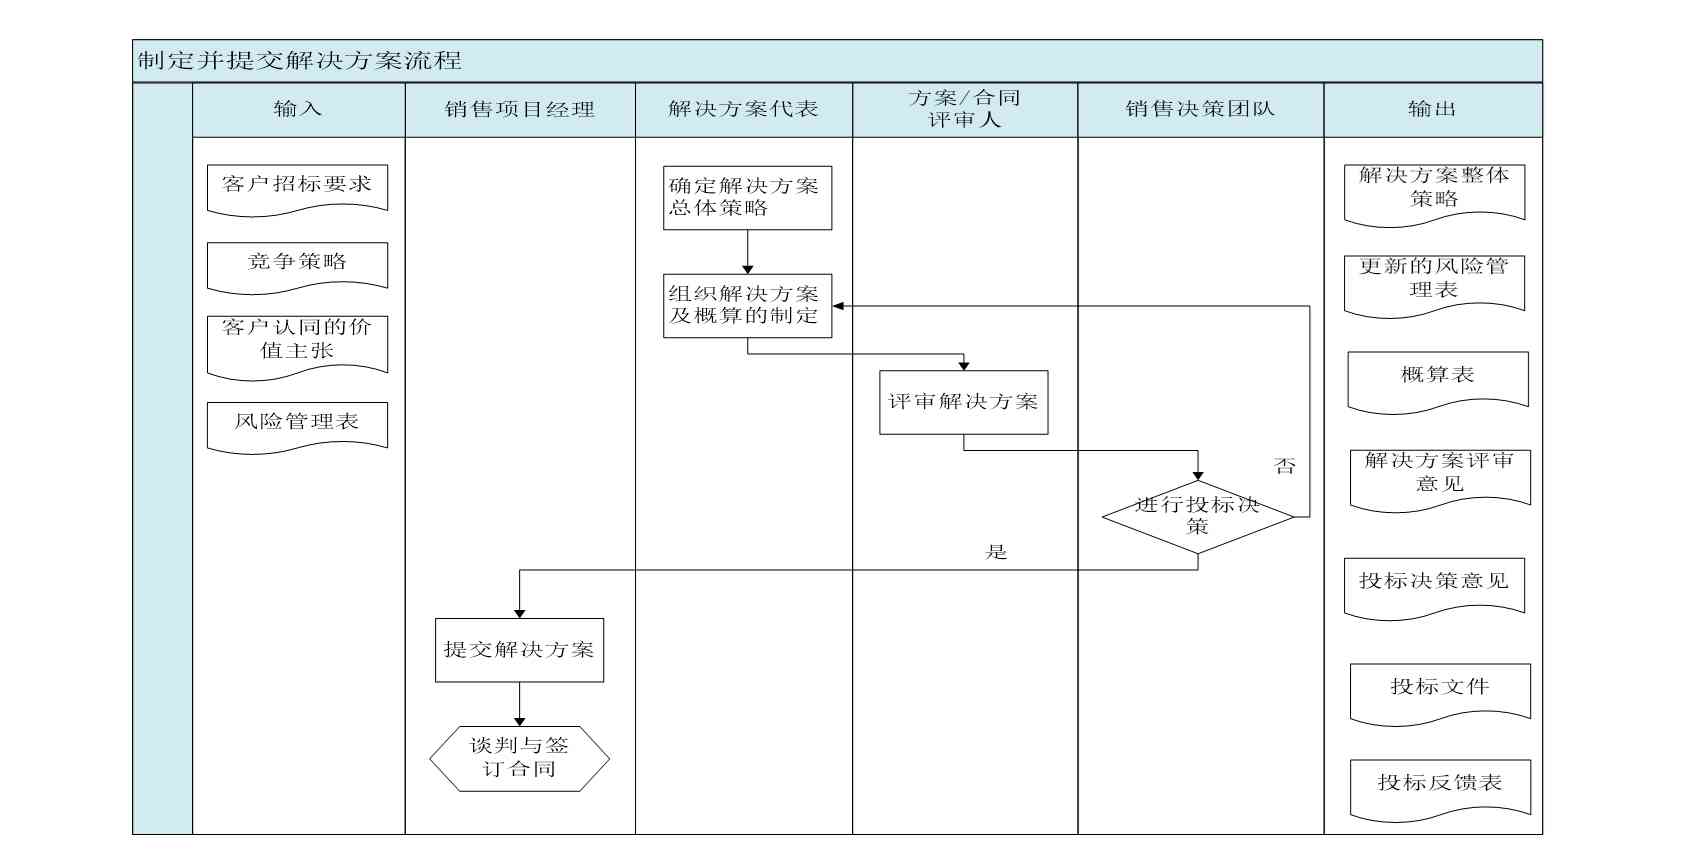 制定并提交解决方案流程
输入
销售项目经理
解决方案代表
方案/合同
评审人
销售决策团队
输出
客户招标要求
竞争策略
客户认同的价
值主张
风险管理表
确定解决方案
总体策略
组织解决方案
及概算的制定
评审解决方案
否
进行投标决
策
是
提交解决方案
谈判与签
订合同
解决方案整体
策略
更新的风险管
理表
概算表
解决方案评审
意见
投标决策意见
投标文件
投标反馈表